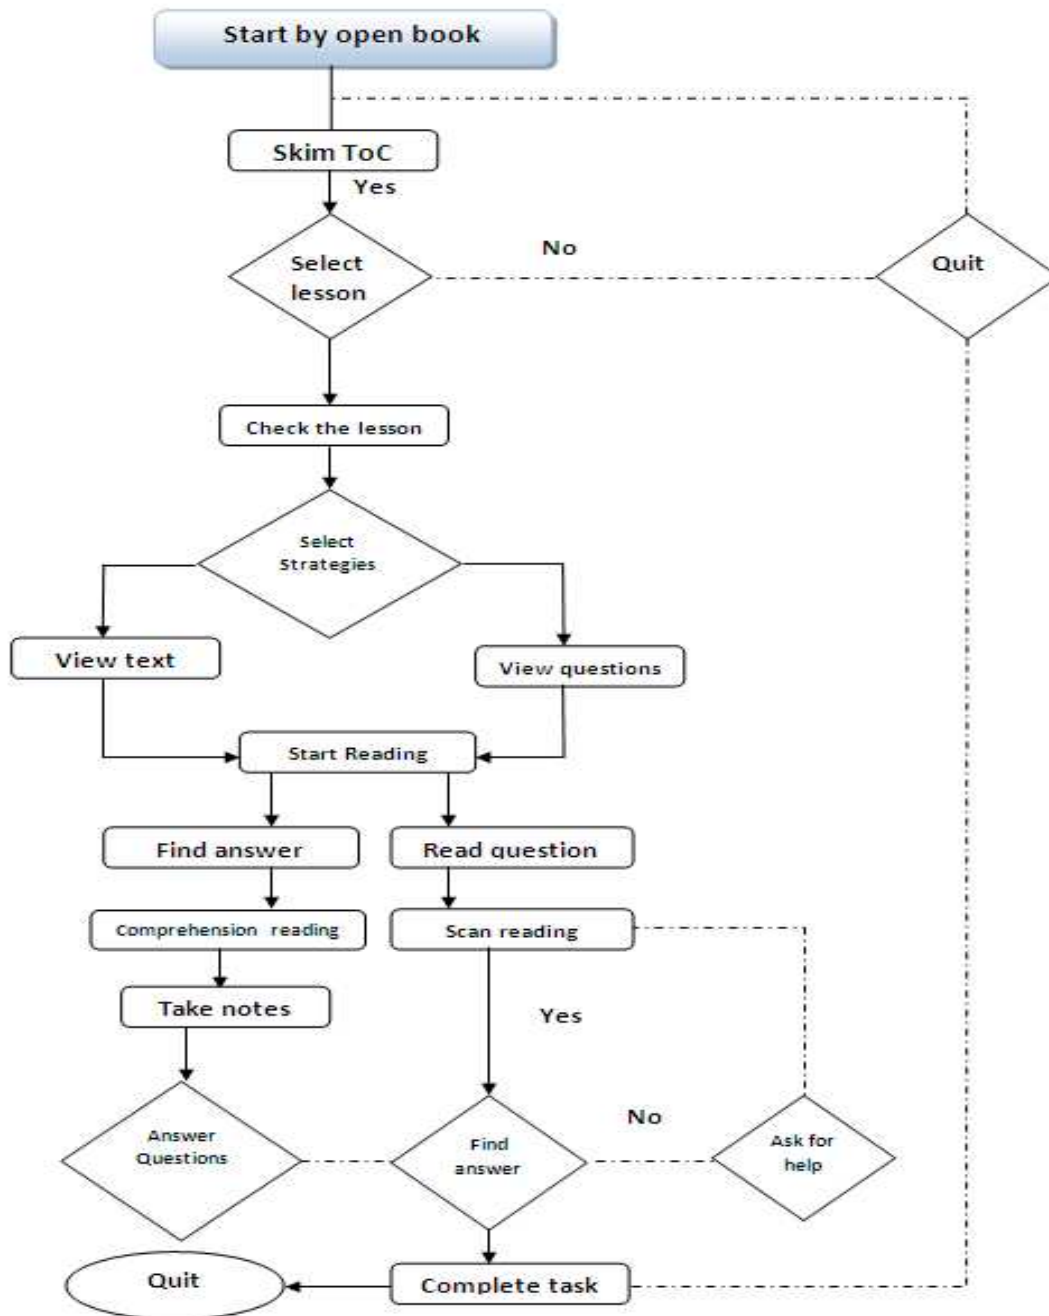 Start by open book
Skim ToC
Yes
Select
lesson
No
Quit
Check the lesson
Select
Strategies
View text
View questions
Start Reading
Find answer
Read question
Comprehension reading
Scan reading
Take notes
Yes
Answer
Questions
Find
answer
No
Ask for
help
Quit
Complete task